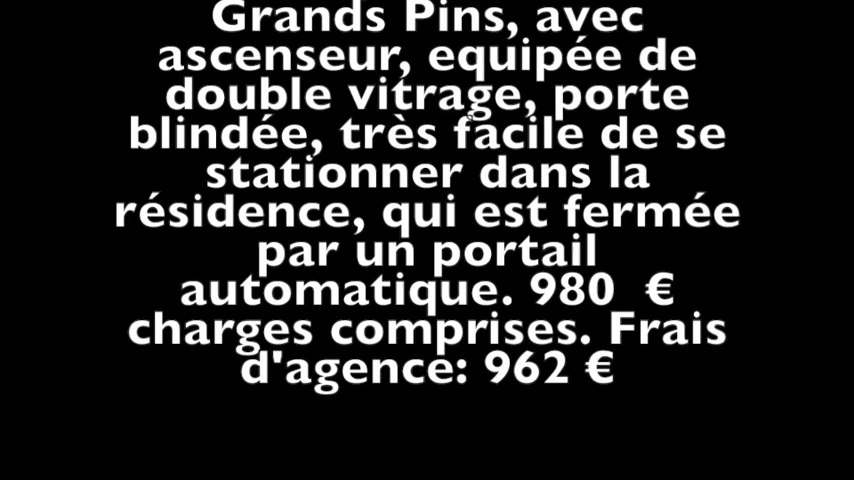 Grands Pins, avec
ascenseur, equipée de
double vitrage, porte
blindée, très facile de se
stationner dans la
résidence, qui est fermée
par un portail
automatique. 980  €
charges comprises. Frais
d'agence: 962 €